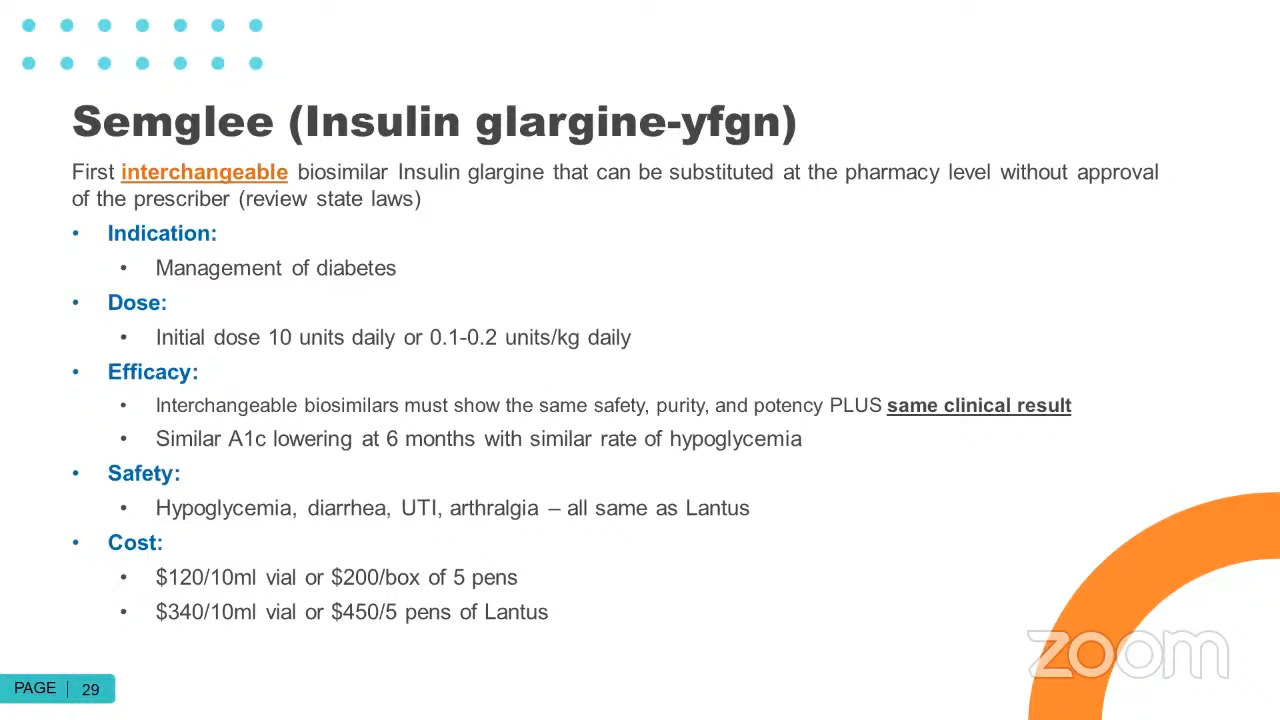 Semglee (Insulin glargine-yfgn)
First interchangeable biosimilar Insulin glargine that can be substituted at the pharmacy level without approval
of the prescriber (review state laws)
• Indication:
• Management of diabetes
• Dose:
• Initial dose 10 units daily or 0.1-0.2 units/kg daily
• Efficacy:
• Interchangeable biosimilars must show the same safety, purity, and potency PLUS same clinical result
• Similar A1c lowering at 6 months with similar rate of hypoglycemia
• Safety:
• Hypoglycemia, diarrhea, UTI, arthralgia – all same as Lantus
• Cost:
• $120/10ml vial or $200/box of 5 pens
• $340/10ml vial or $450/5 pens of Lantus
zoom
PAGE | 29